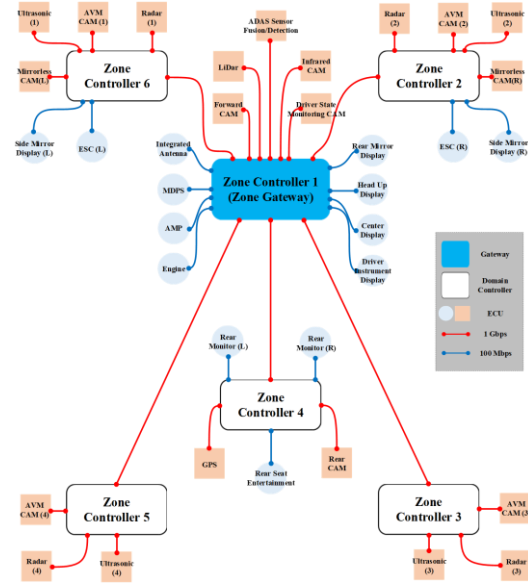 Ultrasonic
(1)
AVM
CAM (1)
Radar
(1)
ADAS Sensor
Fusion/Detection
Radar
(2)
AVM
CAM (2)
Ultrasonic
(2)
Mirrorless
CAM(L)
Zone
Controller 6
LiDar
Infrared
CAM
Zone
Controller 2
Mirrorless
CAM(R)
Forward
CAM
Driver State
Monitoring CAM
Side Mirror
Display (L)
ESC (L)
Integrated
Antenna
Rear Mirror
Display
ESC (R)
Side Mirror
Display (R)
MDPS
Zone Controller 1
(Zone Gateway)
Head Up
Display
AMP
Center
Display
Engine
Driver
Instrument Display
Gateway
Domain
Controller
ECU
1 Gbps
100 Mbps
Rear
Monitor (L)
Rear
Monitor (R)
Zone
Controller 4
GPS
Rear Seat
Entertainment
Rear
CAM
AVM
CAM (4)
Zone
Controller 5
Radar
(4)
Ultrasonic
(4)
Zone
Controller 3
AVM
CAM (3
Ultrasonic
(3)
Radar
(3)